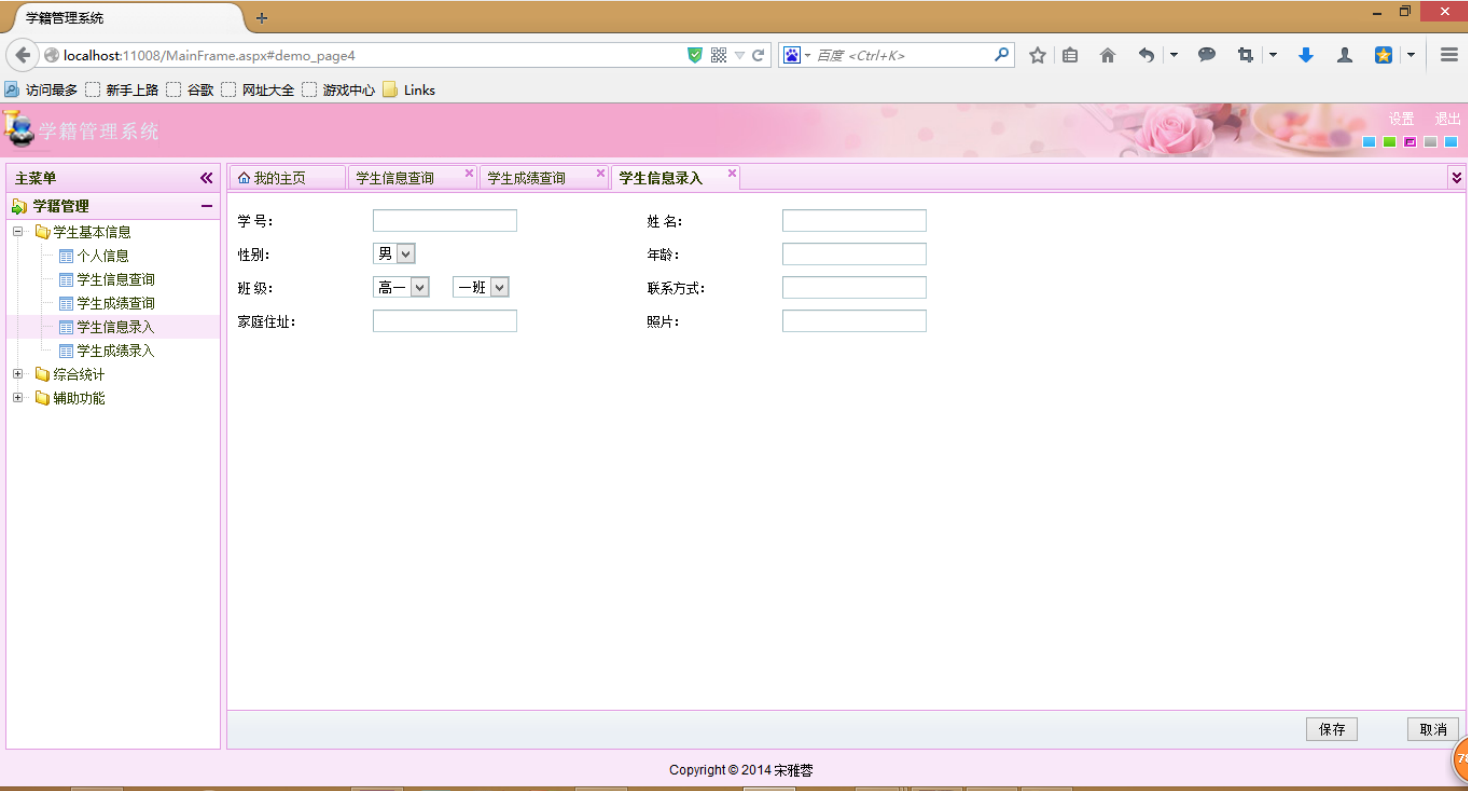 学籍管理系统
localhost:11008/MainFrame.aspx#demo_page4
百度 <Ctrl+K>
访问最多 新手上路 谷歌 网址大全 游戏中心 Links
学籍管理系统
设置 退出
主菜单
我的主页 学生信息查询 学生成绩查询 学生信息录入
学籍管理
学生基本信息
个人信息
学生信息查询
学生成绩查询
学生信息录入
学生成绩录入
综合统计
辅助功能
学 号: 姓 名:
性别: 男 年龄:
班 级: 高一 一班 联系方式:
家庭住址: 照片:
保存 取消
Copyright © 2014 宋雅蓉